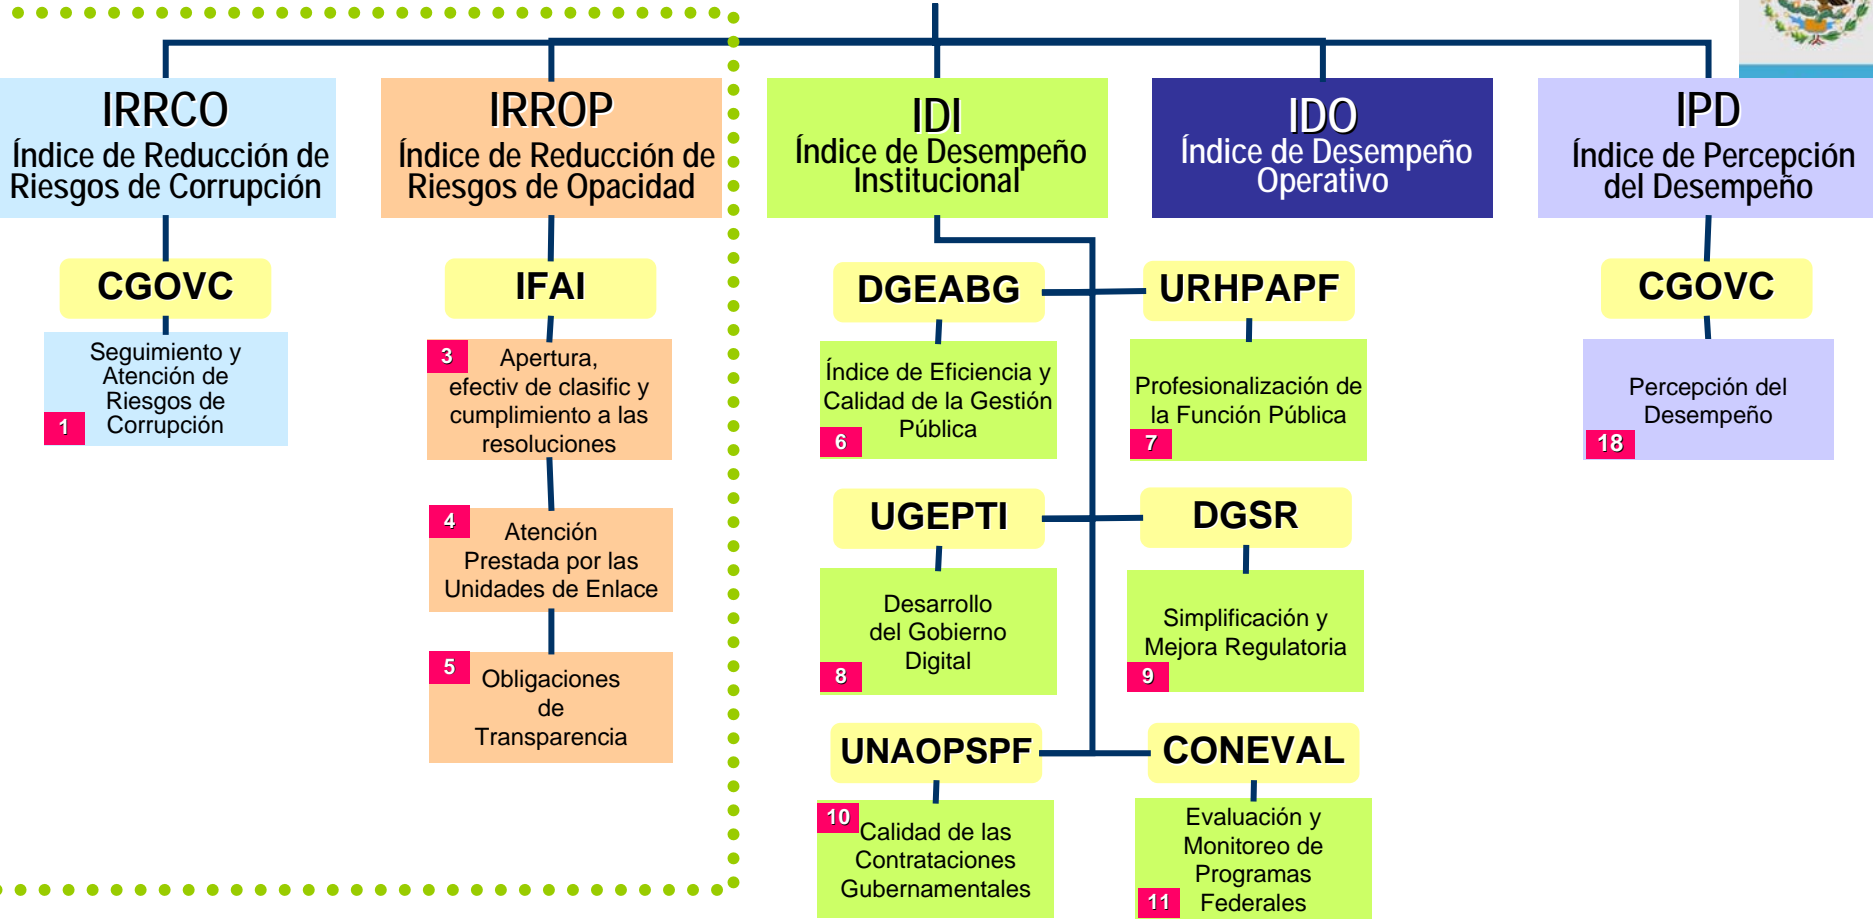 IRRCO
Índice de Reducción de
Riesgos de Corrupción
CGOVC
Seguimiento y
Atención de
Riesgos de
Corrupción
1
IRROP
Índice de Reducción de
Riesgos de Opacidad
IFAI
3
Apertura,
efectiv de clasific y
cumplimiento a las
resoluciones
4
Atención
Prestada por las
Unidades de Enlace
5
Obligaciones
de
Transparencia
IDI
Índice de Desempeño
Institucional
DGEABG
Índice de Eficiencia y
Calidad de la Gestión
Pública
6
URHPAPF
Profesionalización de
la Función Pública
7
UGEPTI
Desarrollo
del Gobierno
Digital
8
DGSR
Simplificación y
Mejora Regulatoria
9
UNAOPSPF
10
Calidad de las
Contrataciones
Gubernamentales
CONEVAL
Evaluación y
Monitoreo de
Programas
Federales
11
IDO
Índice de Desempeño
Operativo
IPD
Índice de Percepción
del Desempeño
CGOVC
Percepción del
Desempeño
18